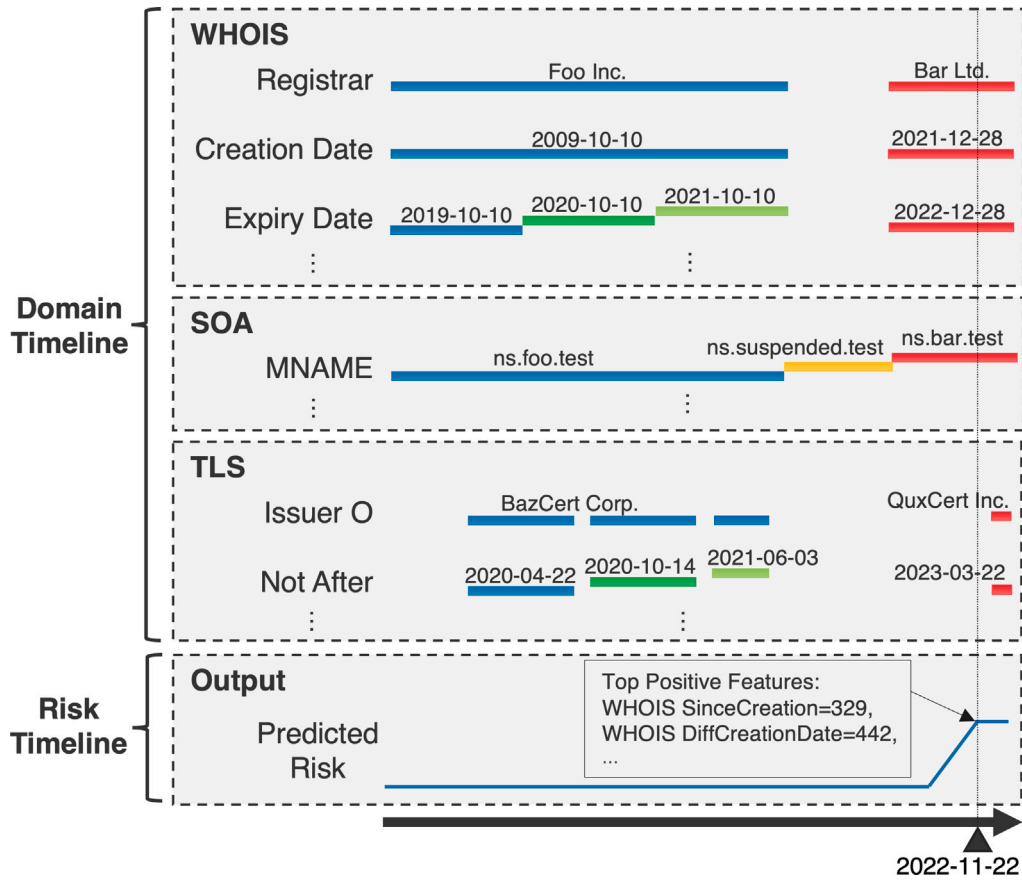 WHOIS
Registrar
Foo Inc.
Bar Ltd.
Creation Date
2009-10-10
2021-12-28
Expiry Date
2019-10-10
2020-10-10
2021-10-10
2022-12-28
Domain
Timeline
SOA
MNAME
ns.foo.test
ns.suspended.test
ns.bar.test
TLS
Issuer O
BazCert Corp.
QuxCert Inc.
Not After
2020-04-22
2020-10-14
2021-06-03
2023-03-22
Risk
Timeline
Output
Predicted
Risk
Top Positive Features:
WHOIS SinceCreation=329,
WHOIS DiffCreationDate=442,
...
2022-11-22